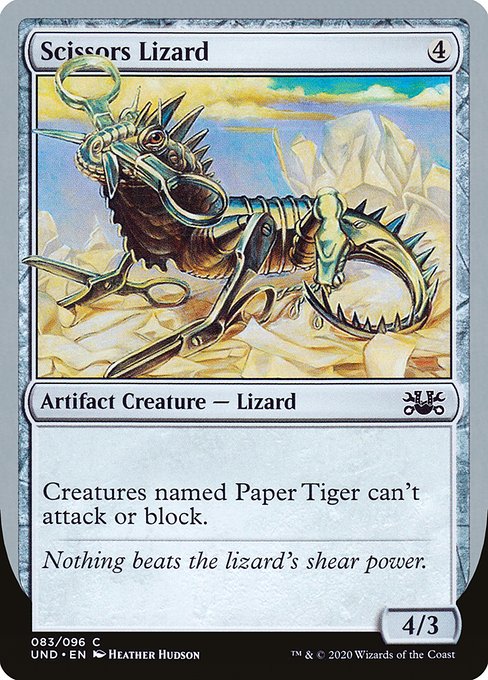 Scissors Lizard 4
Artifact Creature — Lizard
Creatures named Paper Tiger can't
attack or block.
Nothing beats the lizard's shear power.
4/3
083/096 C
UND • EN Heather Hudson ™ & © 2020 Wizards of the Coast